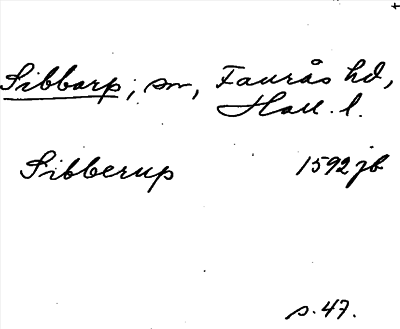 Sibbarp, sn, Faurås hd,
Hall. l.
Sibberup 1592 jb
s. 47.